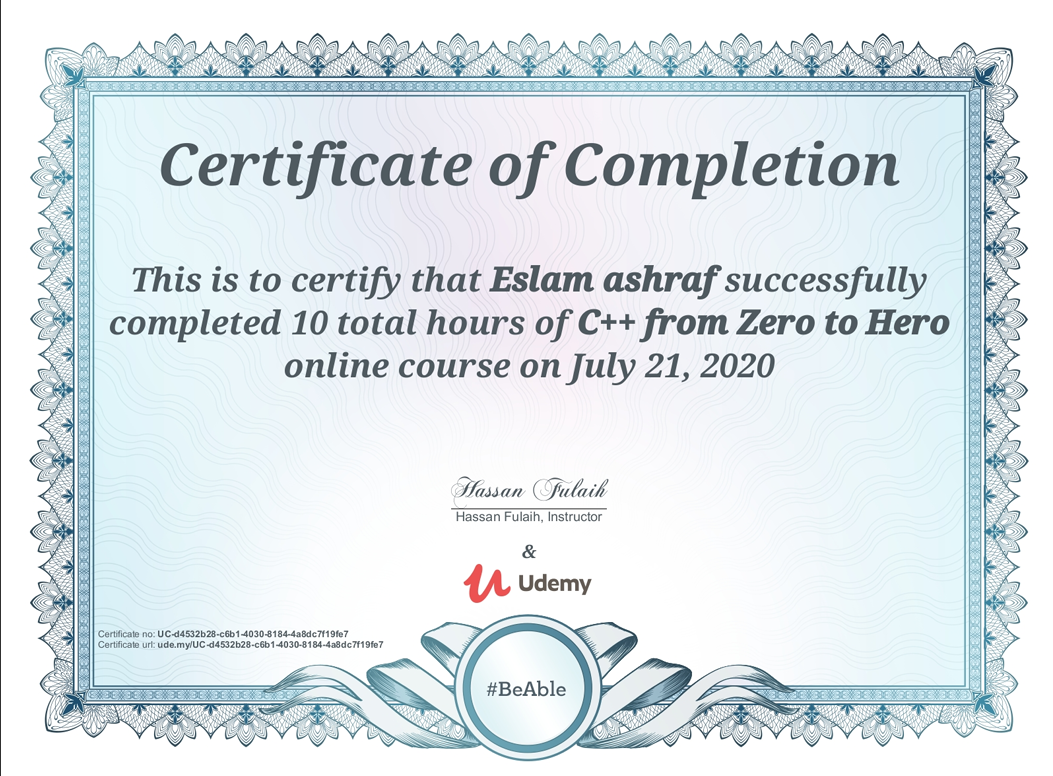 Certificate of Completion
This is to certify that Eslam ashraf successfully
completed 10 total hours of C++ from Zero to Hero
online course on July 21, 2020
Hassan Fulaih
Hassan Fulaih, Instructor
&
Udemy
Certificate no: UC-d4532b28-c6b1-4030-8184-4a8dc7f19fe7
Certificate url: ude.my/UC-d4532b28-c6b1-4030-8184-4a8dc7f19fe7
#BeAble